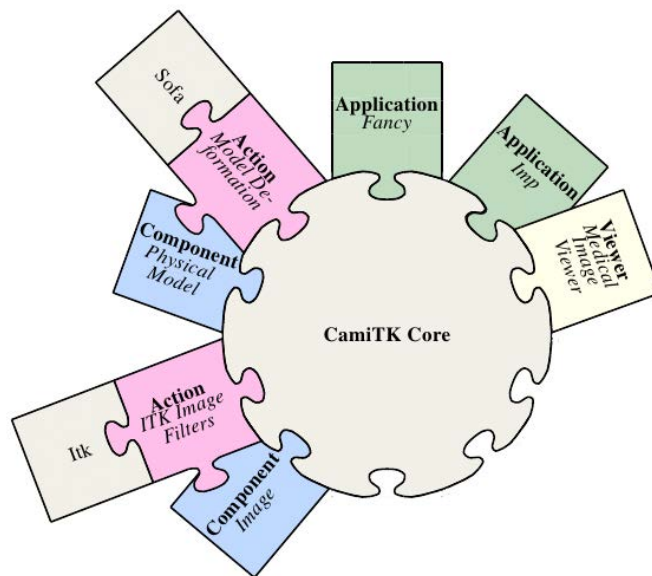 Sofa
Action
Model De-
formation
Application
Fancy
Application
Imp
Viewer
Medical
Image
Viewer
Component
Physical
Model
CamiTK Core
Action
ITK Image
Filters
Itk
Component
Image